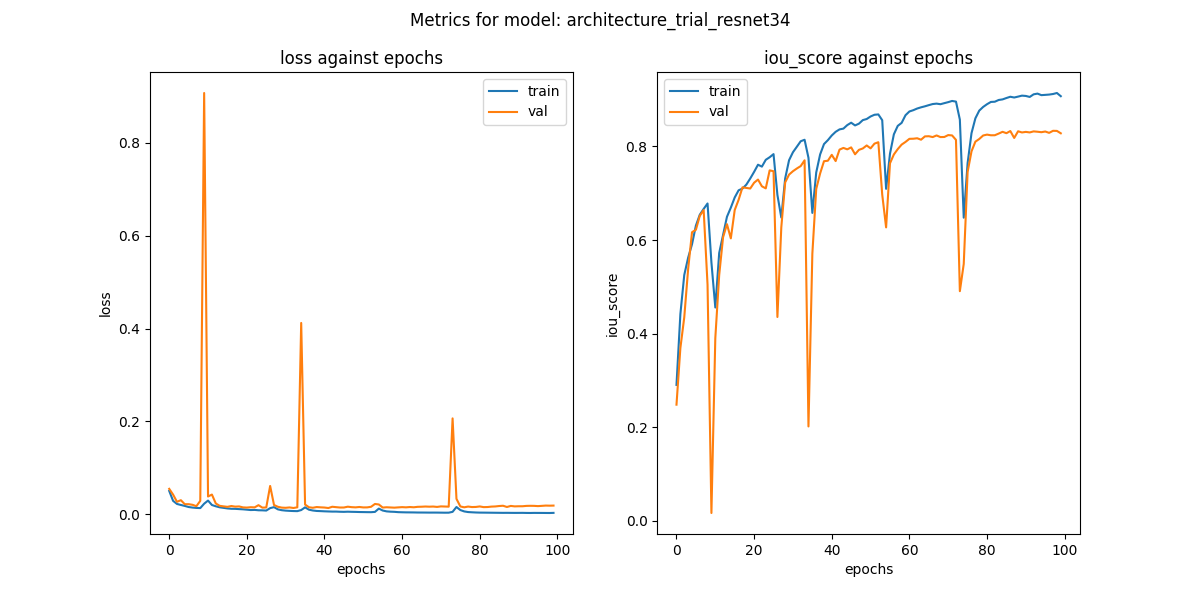 Metrics for model: architecture_trial_resnet34
loss against epochs
train
val
0.8
0.6
0.4
0.2
0.0
loss
0 20 40 60 80 100
epochs
iou_score against epochs
train
val
0.8
0.6
0.4
0.2
0.0
iou_score
0 20 40 60 80 100
epochs